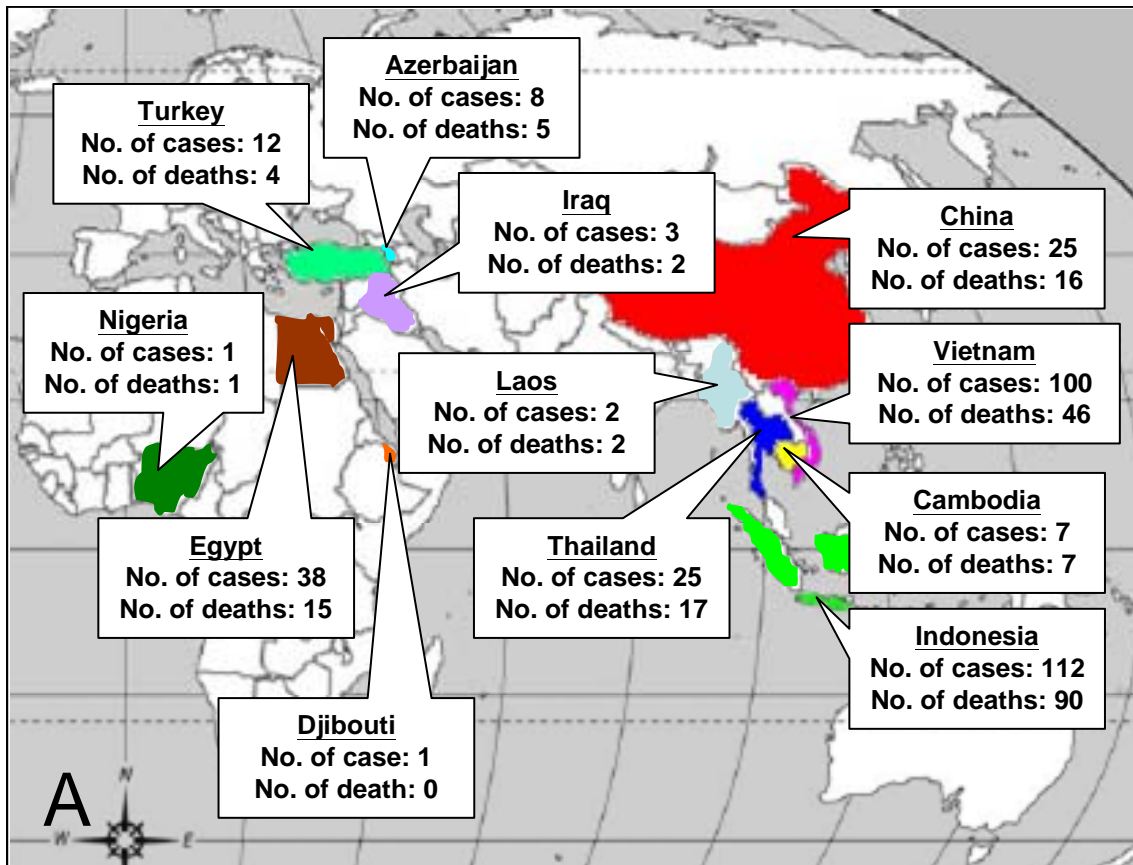 Azerbaijan
No. of cases: 8
No. of deaths: 5
Turkey
No. of cases: 12
No. of deaths: 4
Iraq
No. of cases: 3
No. of deaths: 2
China
No. of cases: 25
No. of deaths: 16
Nigeria
No. of cases: 1
No. of deaths: 1
Laos
No. of cases: 2
No. of deaths: 2
Vietnam
No. of cases: 100
No. of deaths: 46
Egypt
No. of cases: 38
No. of deaths: 15
Thailand
No. of cases: 25
No. of deaths: 17
Cambodia
No. of cases: 7
No. of deaths: 7
Indonesia
No. of cases: 112
No. of deaths: 90
Djibouti
No. of case: 1
No. of death: 0
A
N
W
E